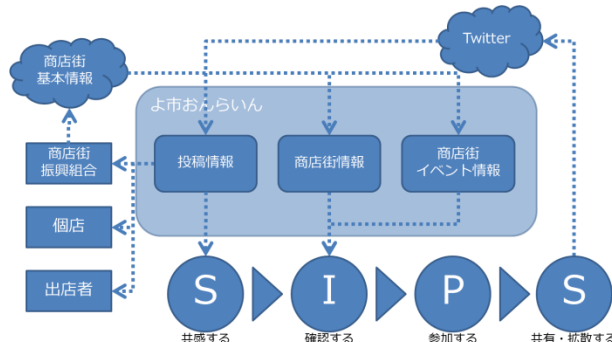 Twitter
商店街
基本情報
よ市おんらいん
投稿情報
商店街情報
商店街
イベント情報
商店街
振興組合
個店
出店者
S
I
P
S
共感する
確認する
参加する
共有・拡散する